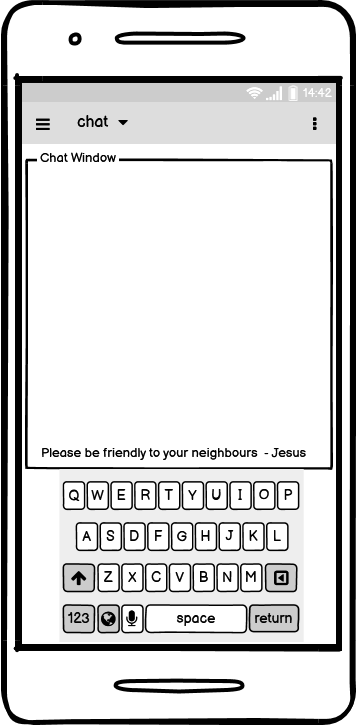 14:42
chat
Chat Window
Please be friendly to your neighbours - Jesus
Q W E R T Y U I O P
A S D F G H J K L
Z X C V B N M
123 space return